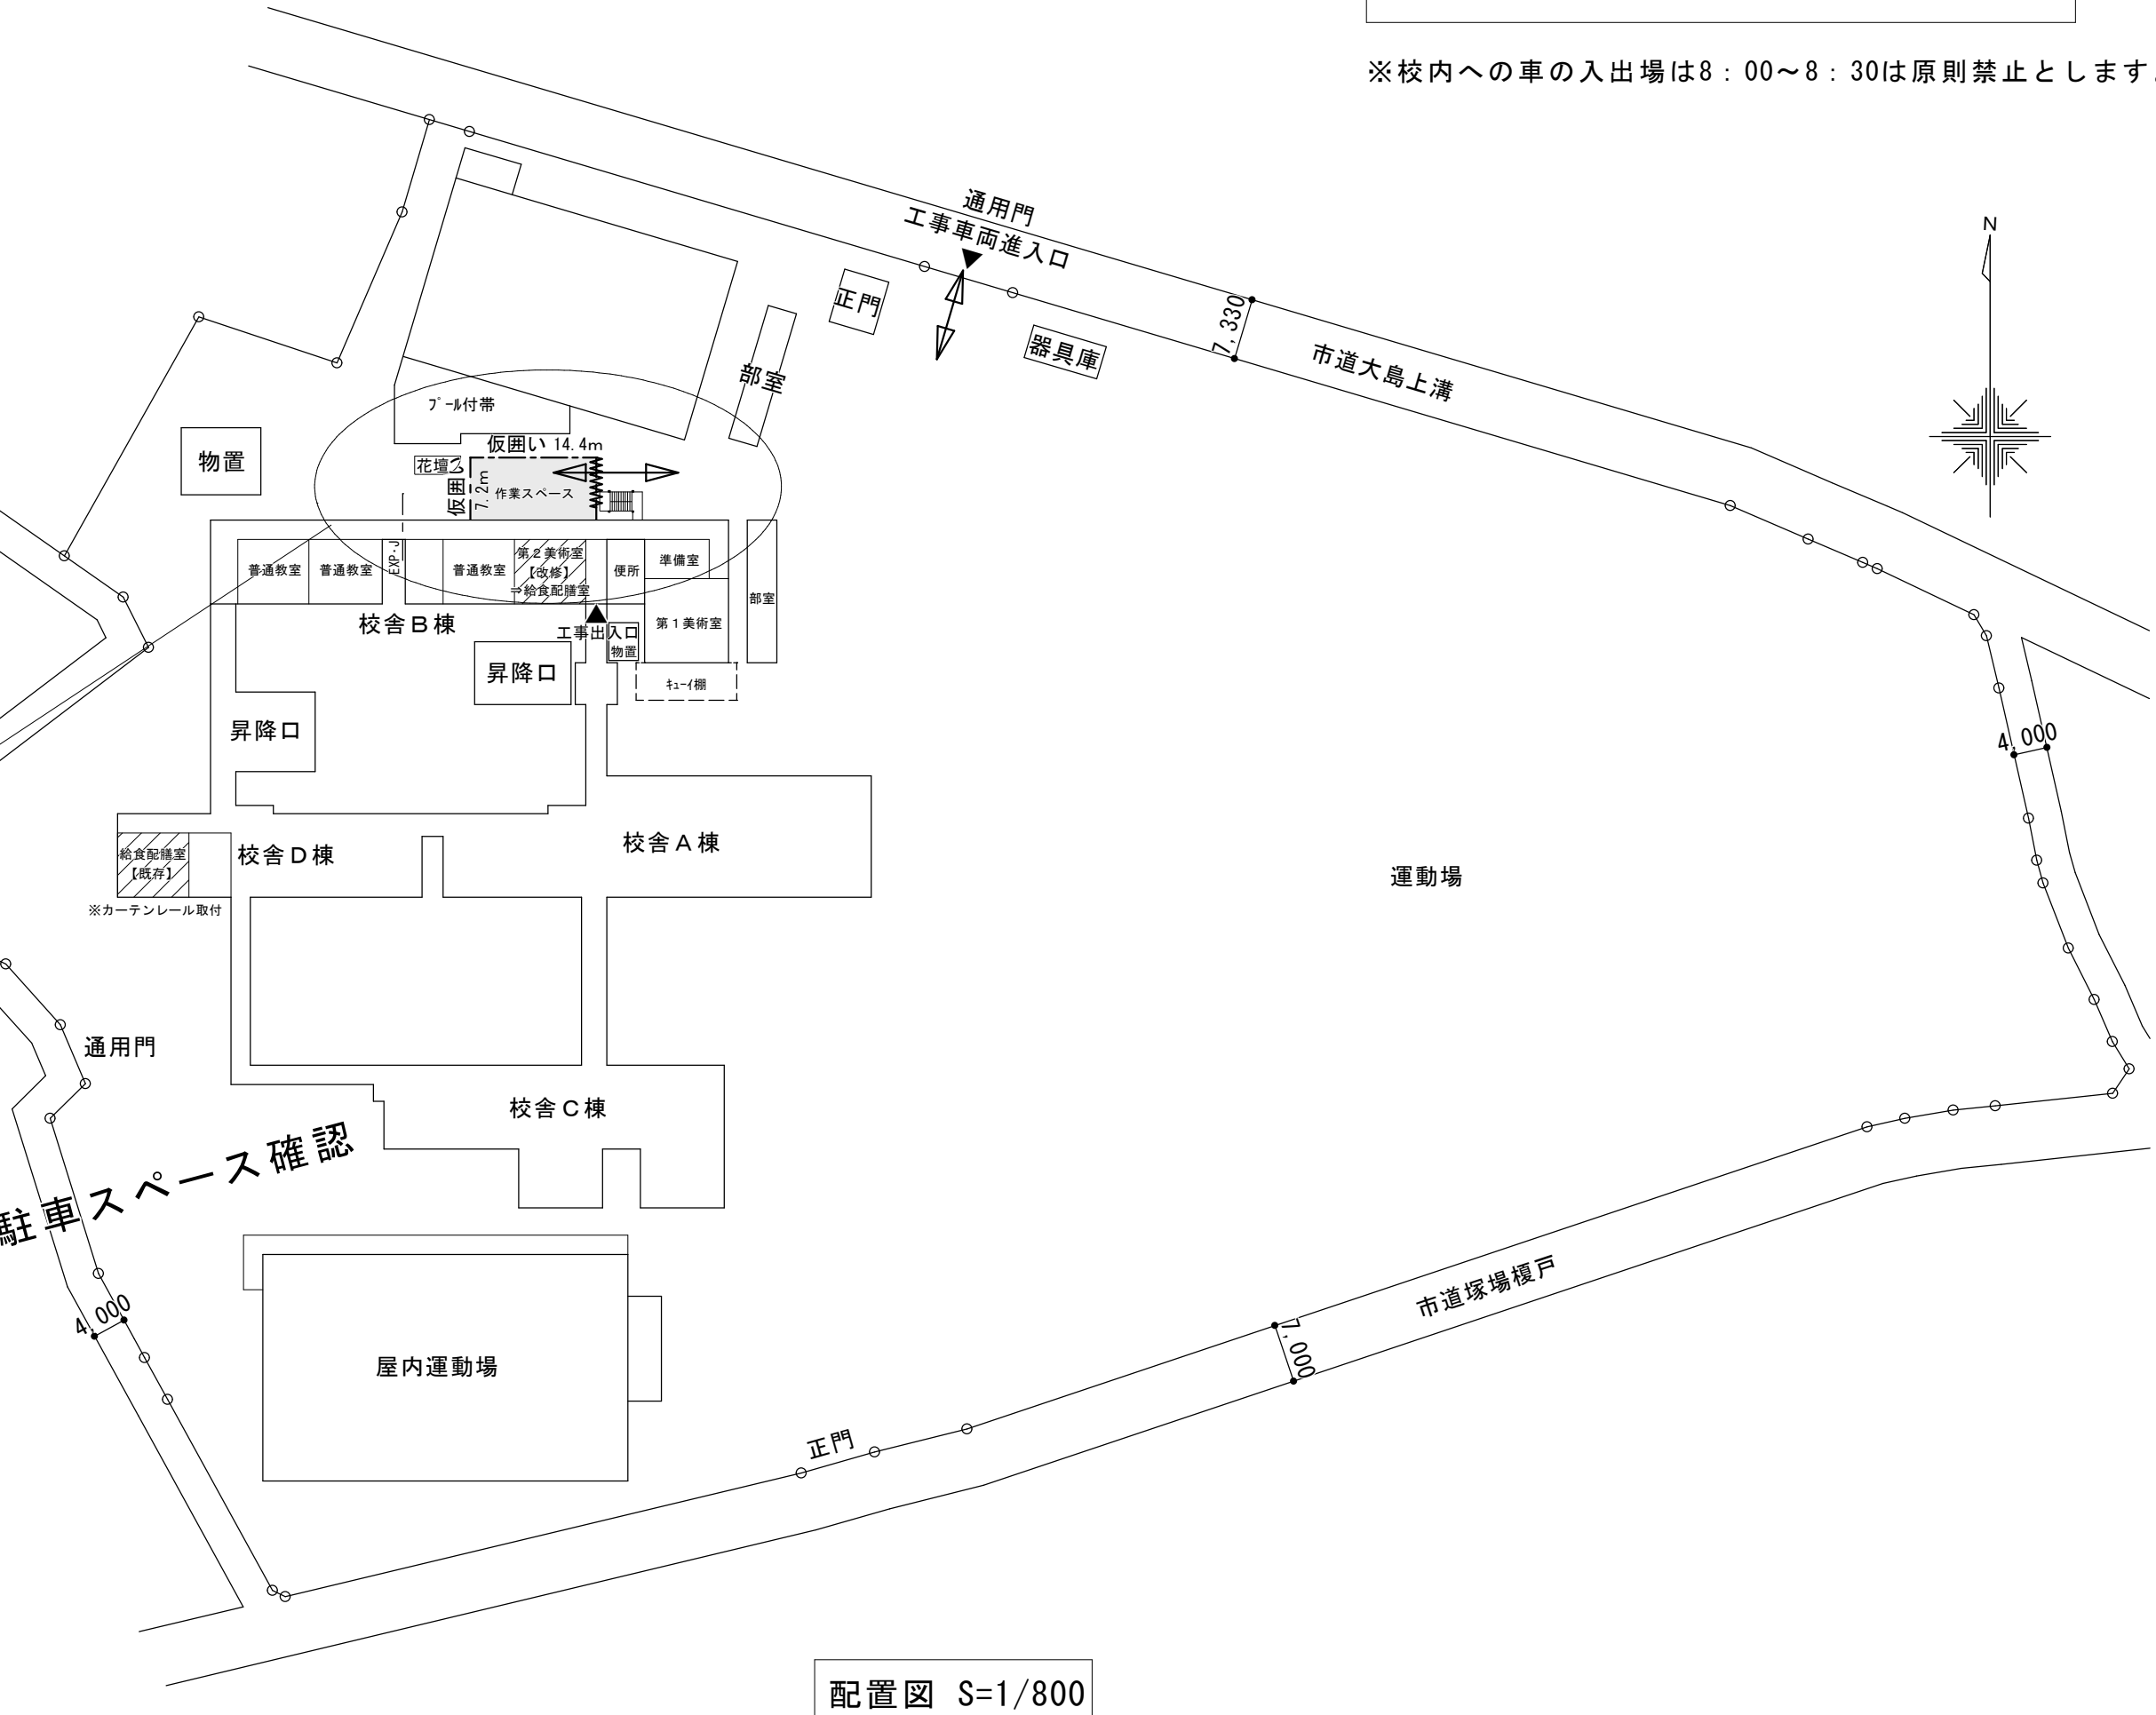 ※校内への車の入出場は8：00～8：30は原則禁止とします。
通用門
工事車両進入口
N
正門
7,330
器具庫
市道大島上溝
部室
ﾌﾟｰﾙ付帯
仮囲い 14.4m
物置
花壇
仮囲い
7.2m
作業スペース
普通教室
普通教室
EXP・J
普通教室
第２美術室
【改修】
⇒給食配膳室
便所
準備室
部室
校舎Ｂ棟
工事出入口
物置
第１美術室
昇降口
ｷｭｰｲ棚
昇降口
4,000
校舎Ａ棟
給食配膳室
【既存】
校舎Ｄ棟
運動場
※カーテンレール取付
通用門
校舎Ｃ棟
駐車スペース確認
市道塚場榎戸
4,000
7,000
屋内運動場
正門
配置図 S=1/800